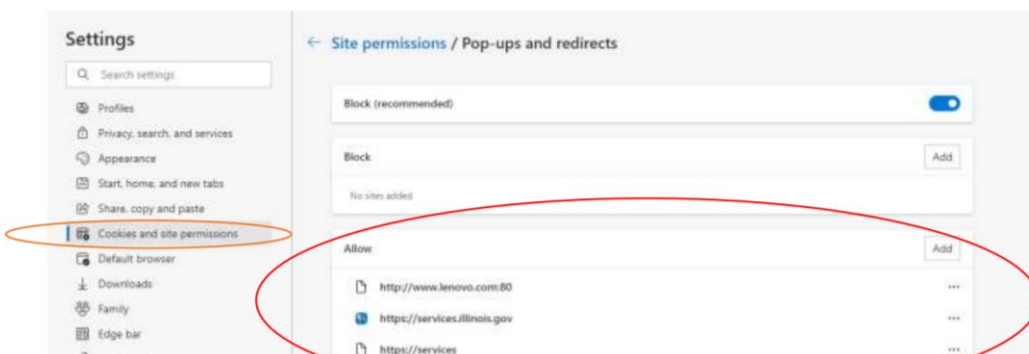 Settings
Search settings
Profiles
Privacy, search, and services
Appearance
Start, home, and new tabs
Share, copy and paste
Cookies and site permissions
Default browser
Downloads
Family
Edge bar
← Site permissions / Pop-ups and redirects
Block (recommended)
Block
Add
No sites added
Allow
Add
http://www.lenovo.com:80
https://services.illinois.gov
https://services